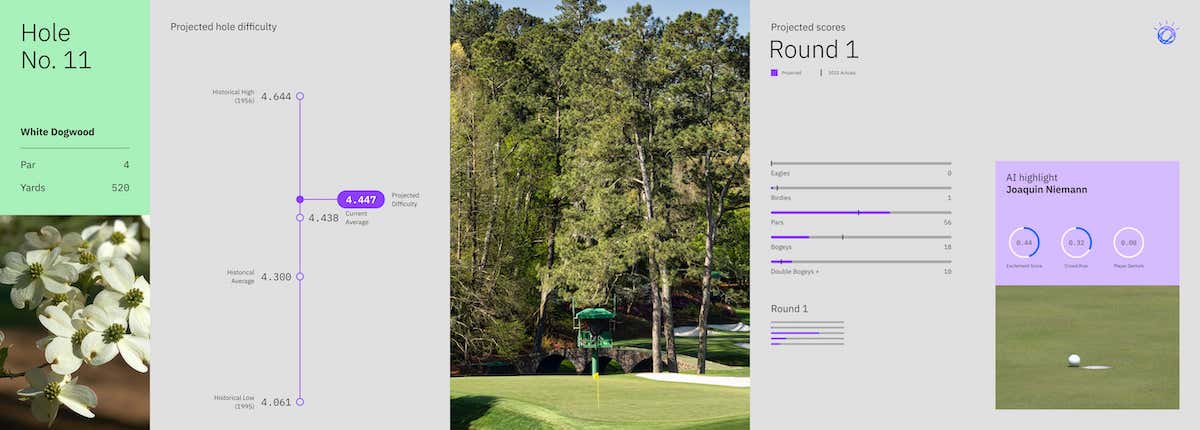 Hole
No. 11
White Dogwood
Par 4
Yards 520
Projected hole difficulty
Historical High
(1956)
4.644
4.447
Projected
Difficulty
4.438
Current
Average
Historical
Average
4.300
Historical Low
(1995)
4.061
Projected scores
Round 1
Projected
Eagles 0
Birdies 1
Pars 56
Bogeys 18
Double Bogeys + 10
Round 1
AI highlight
Joaquin Niemann
0.44
0.32
0.08
Excitement Score
Crowd Roar
Player Gesture